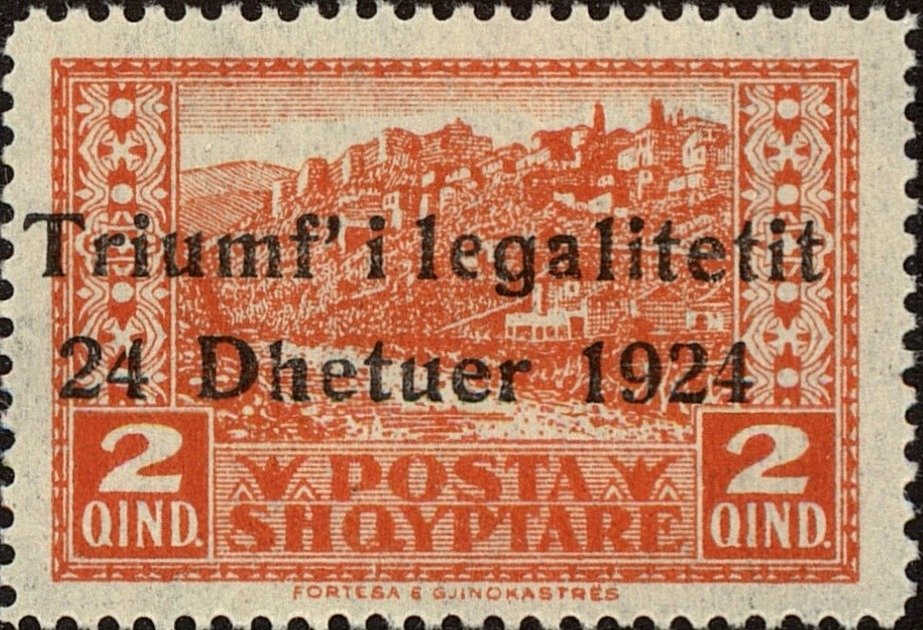 Triumf' i legalitetit
24 Dhetuer 1924
2 QIND.
POSTA
SHQYPTARE
2 QIND.
FORTESA E GJINOKASTRËS